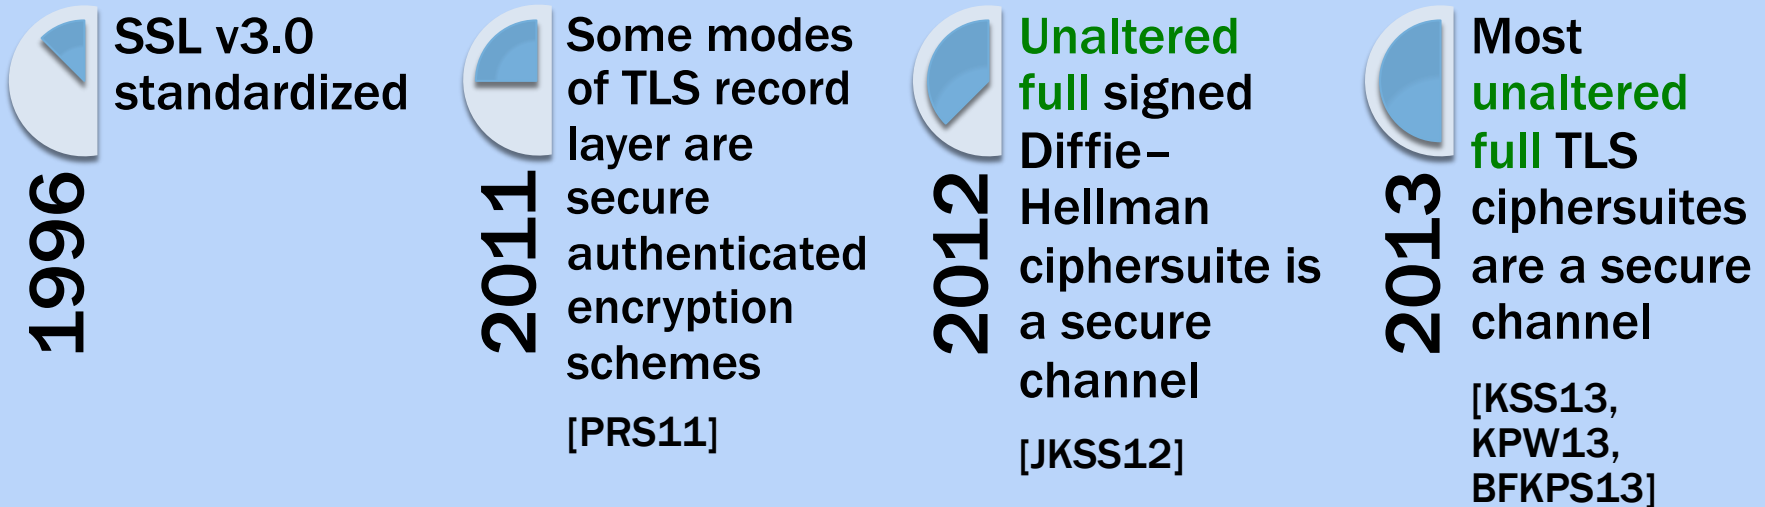 1996
SSL v3.0
standardized
2011
Some modes
of TLS record
layer are
secure
authenticated
encryption
schemes
[PRS11]
2012
Unaltered
full signed
Diffie–
Hellman
ciphersuite is
a secure
channel
[JKSS12]
2013
Most
unaltered
full TLS
ciphersuites
are a secure
channel
[KSS13,
KPW13,
BFKPS13]